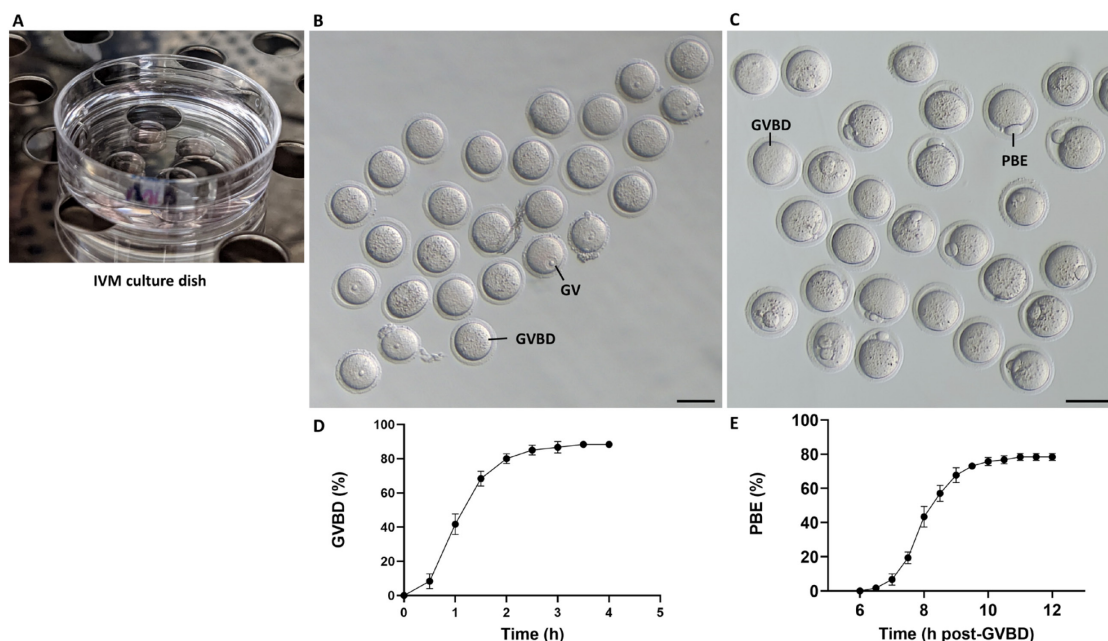 A
B
C
IVM culture dish
GV
GVBD
GVBD
PBE
D
GVBD (%)
100
80
60
40
20
0
0 1 2 3 4 5
Time (h)
E
PBE (%)
100
80
60
40
20
0
6 8 10 12
Time (h post-GVBD)